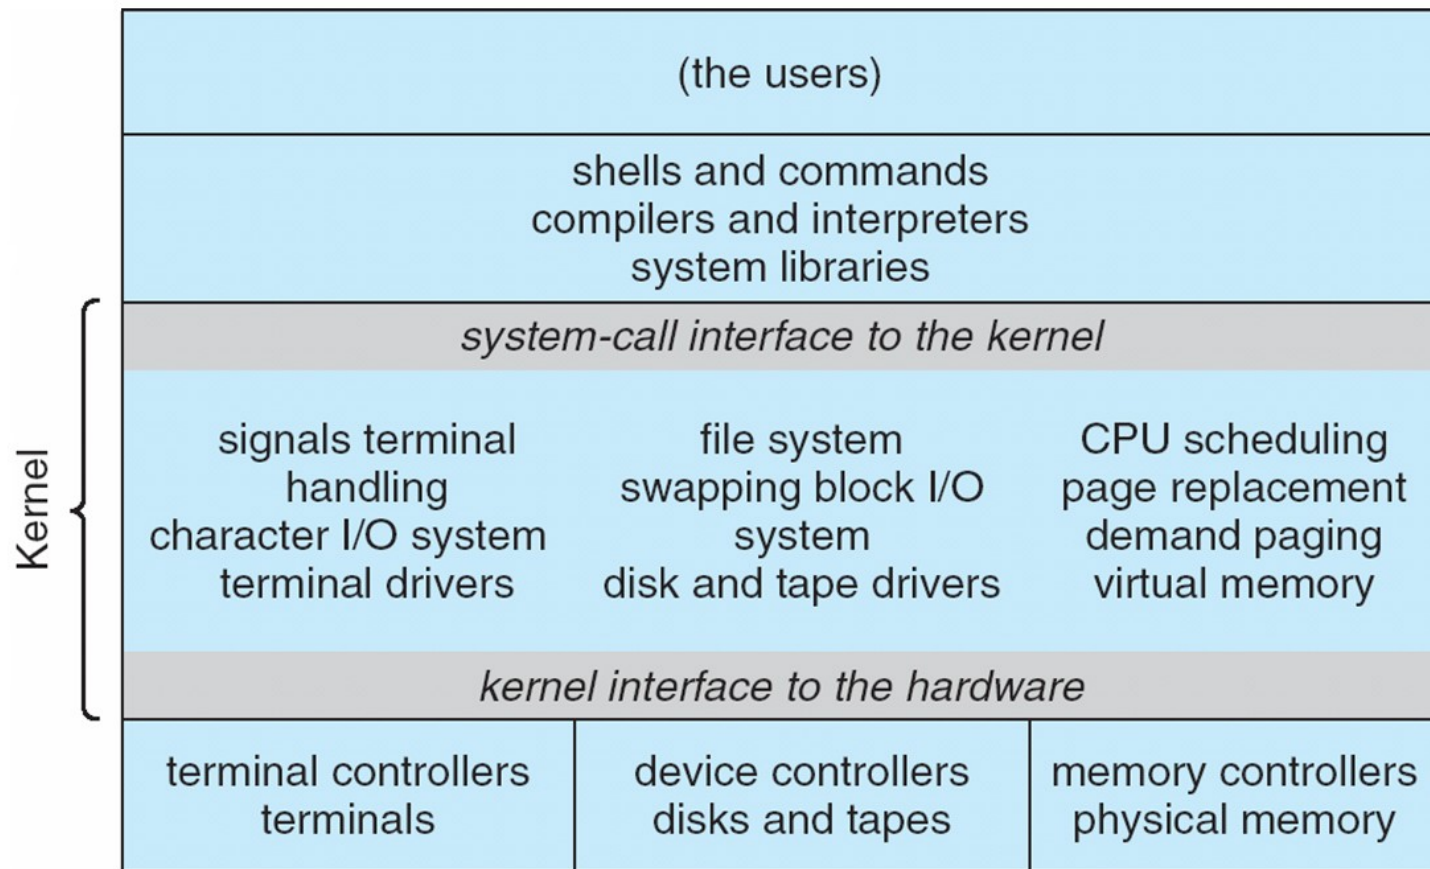 (the users)
shells and commands
compilers and interpreters
system libraries
Kernel
system-call interface to the kernel
signals terminal
handling
character I/O system
terminal drivers
file system
swapping block I/O
system
disk and tape drivers
CPU scheduling
page replacement
demand paging
virtual memory
kernel interface to the hardware
terminal controllers
terminals
device controllers
disks and tapes
memory controllers
physical memory